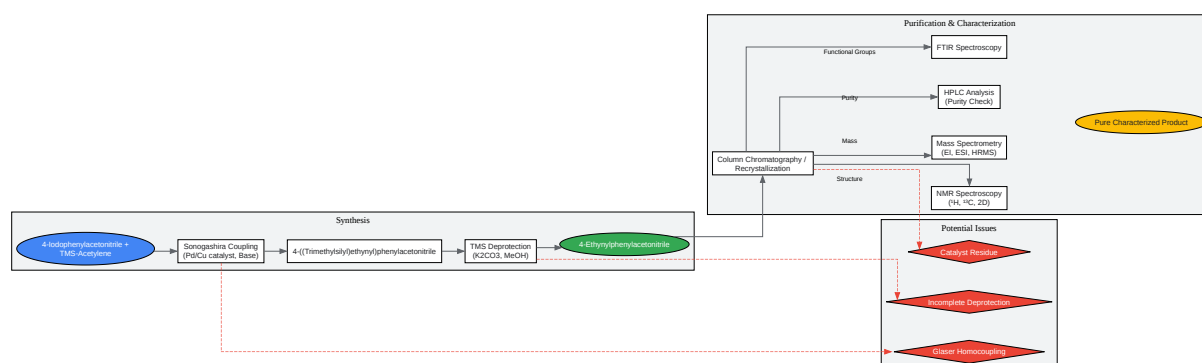 Purification & Characterization
Functional Groups
FTIR Spectroscopy
Purity
HPLC Analysis
(Purity Check)
Pure Characterized Product
Mass
Mass Spectrometry
(EI, ESI, HRMS)
Column Chromatography /
Recrystallization
Structure
NMR Spectroscopy
(¹H, ¹³C, 2D)
Synthesis
4-Iodophenylacetonitrile +
TMS-Acetylene
Sonogashira Coupling
(Pd/Cu catalyst, Base)
4-((Trimethylsilyl)ethynyl)phenylacetonitrile
TMS Deprotection
(K2CO3, MeOH)
4-Ethynylphenylacetonitrile
Potential Issues
Catalyst Residue
Incomplete Deprotection
Glaser Homocoupling